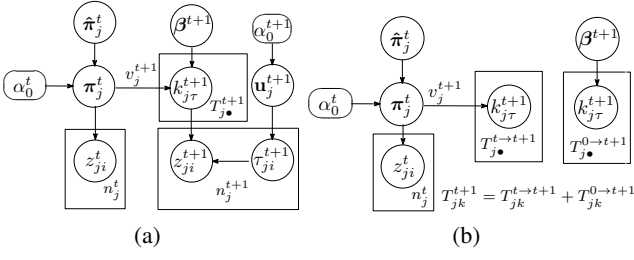 π̂_j^t
β^{t+1}
α_0^{t+1}
α_0^t
π_j^t
v_j^{t+1}
k_{jτ}^{t+1}
T_{j•}^{t+1}
u_j^{t+1}
z_{ji}^t
n_j^t
z_{ji}^{t+1}
τ_{ji}^{t+1}
n_j^{t+1}
(a)
π̂_j^t
β^{t+1}
α_0^t
π_j^t
v_j^{t+1}
k_{jτ}^{t+1}
T_{j•}^{t→t+1}
k_{jτ}^{t+1}
T_{j•}^{0→t+1}
z_{ji}^t
n_j^t
T_{jk}^{t+1} = T_{jk}^{t→t+1} + T_{jk}^{0→t+1}
(b)